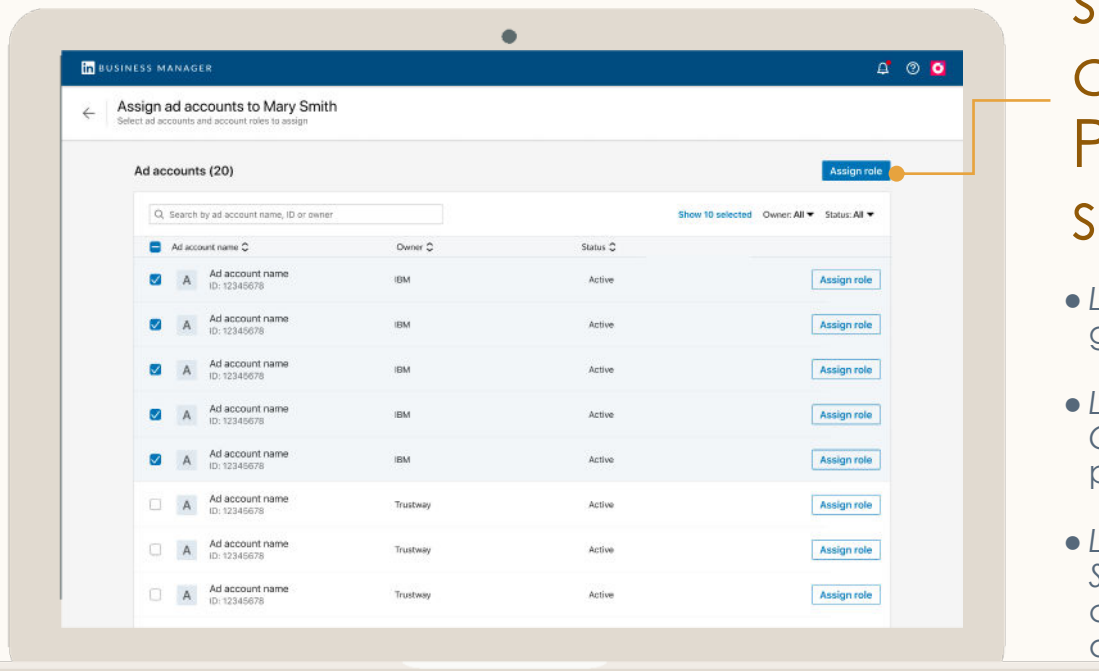 in BUSINESS MANAGER
Assign ad accounts to Mary Smith
Select ad accounts and account roles to assign
Ad accounts (20)
Assign role
Search by ad account name, ID or owner
Show 10 selected Owner: All Status: All
Ad account name Owner Status
A Ad account name IBM Active Assign role
ID: 12345678
A Ad account name IBM Active Assign role
ID: 12345678
A Ad account name IBM Active Assign role
ID: 12345678
A Ad account name IBM Active Assign role
ID: 12345678
A Ad account name IBM Active Assign role
ID: 12345678
A Ad account name Trustway Active Assign role
ID: 12345678
A Ad account name Trustway Active Assign role
ID: 12345678
A Ad account name Trustway Active Assign role
ID: 12345678